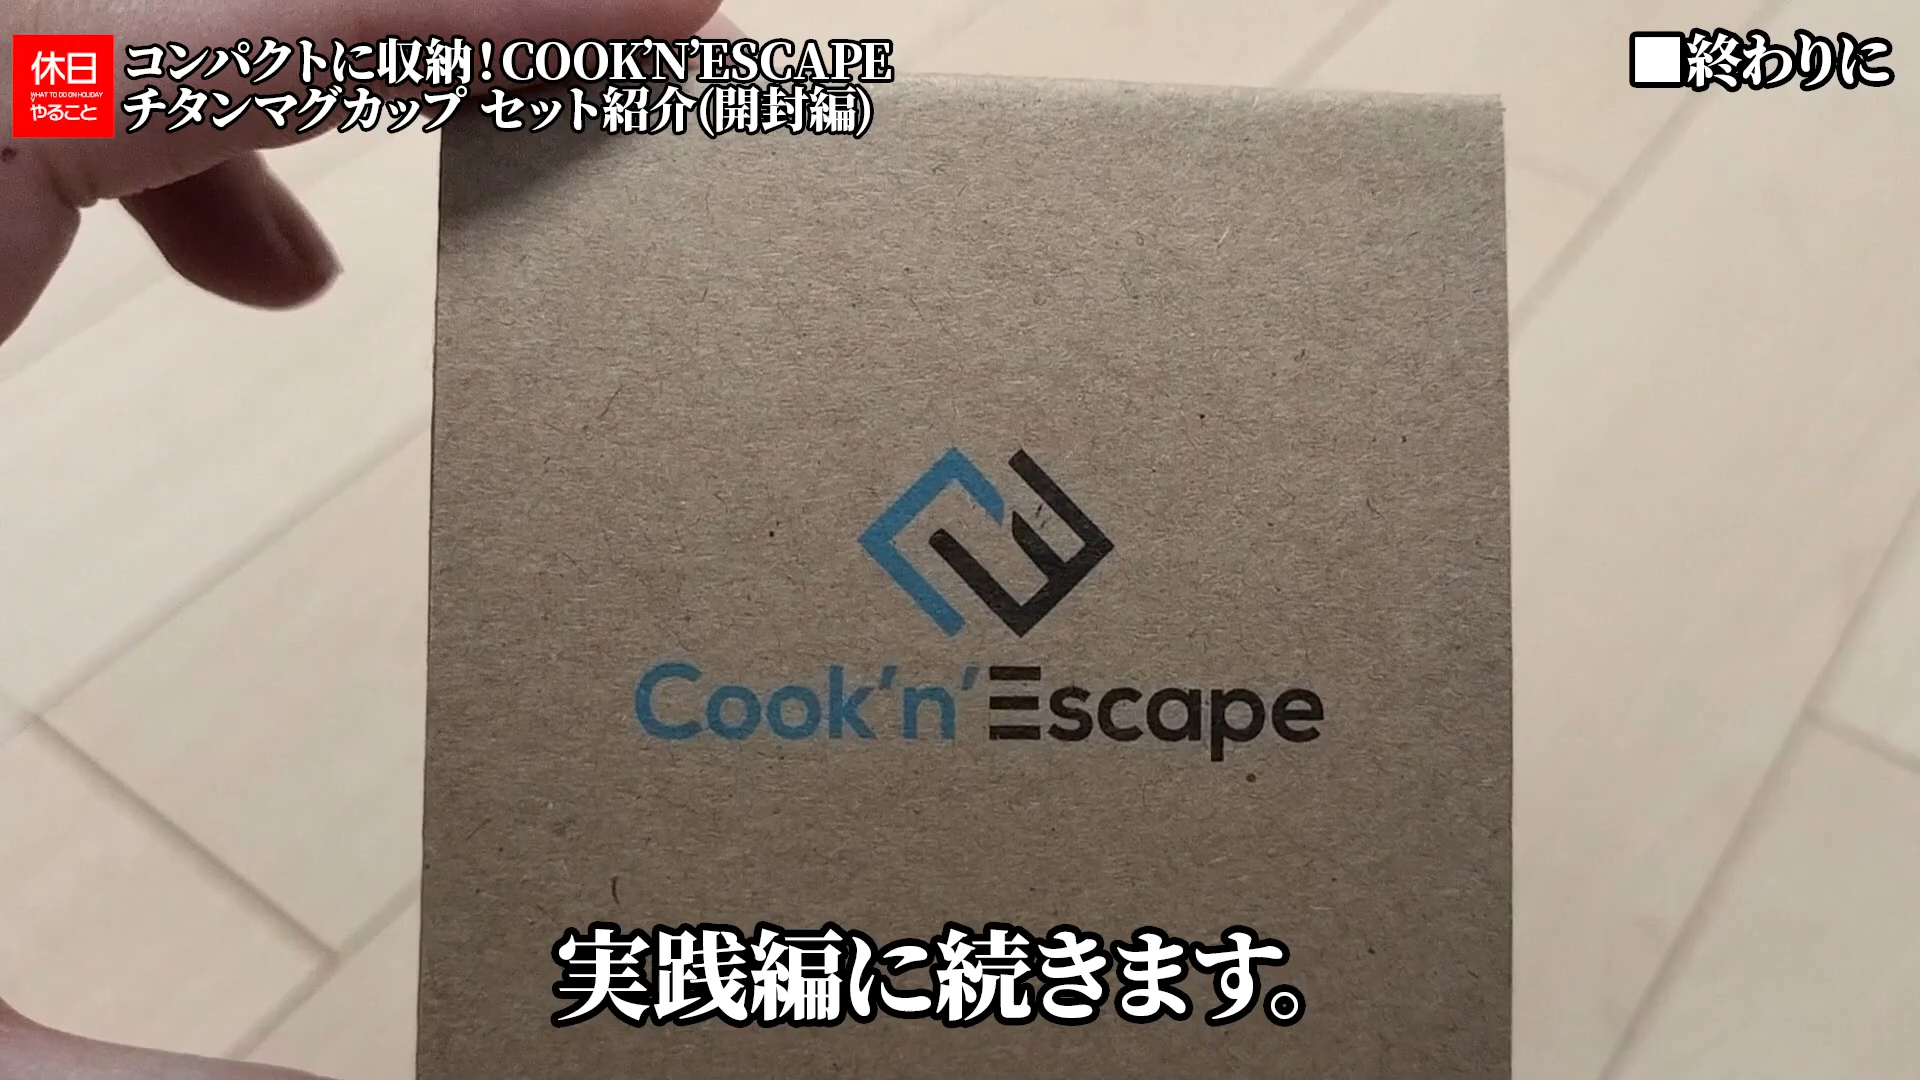 休日
WHAT TO DO ON HOLIDAY
やること
コンパクトに収納！COOK'N'ESCAPE
チタンマグカップ セット紹介(開封編)
■終わりに
Cook'n'Escape
実践編に続きます。